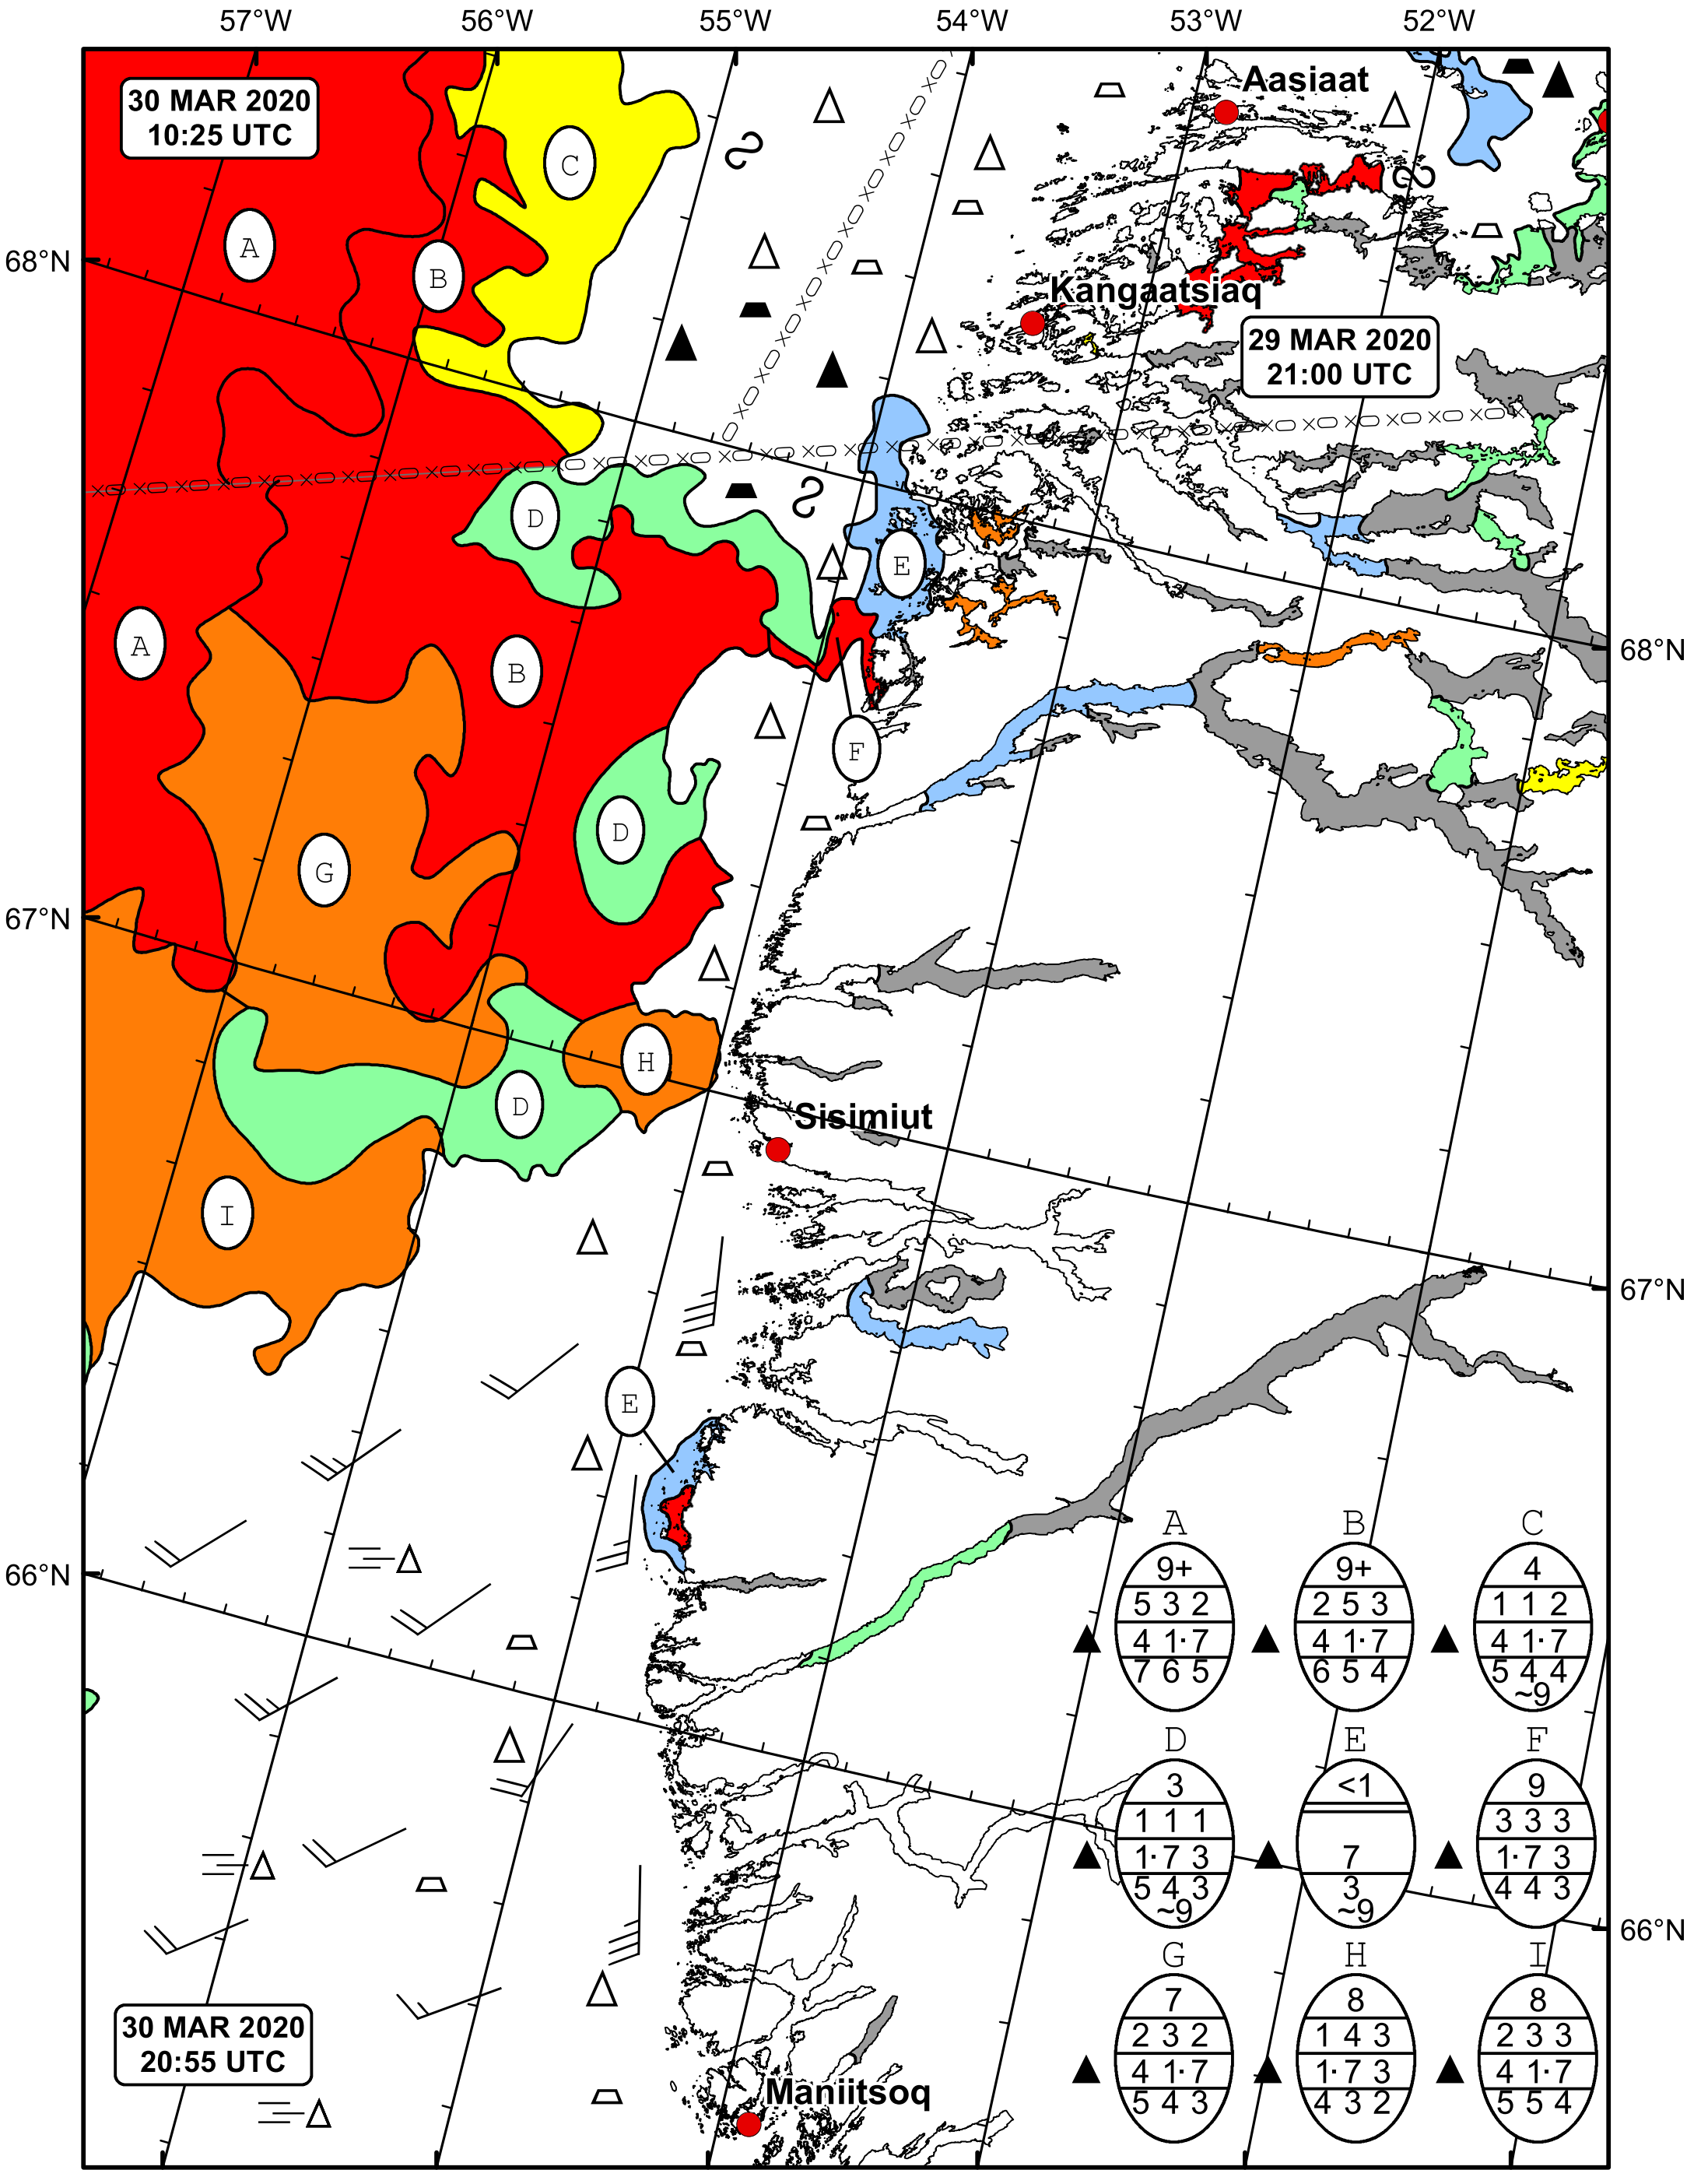 57°W 56°W 55°W 54°W 53°W 52°W
30 MAR 2020
10:25 UTC
Aasiaat
C
A
B
68°N
Kangaatsiaq
29 MAR 2020
21:00 UTC
D
E
A
B
68°N
F
D
G
67°N
H
D
Sisimiut
I
67°N
E
66°N
A B C
9+ 9+ 4
5 3 2 2 5 3 1 1 2
4 1·7 4 1·7 4 1·7
7 6 5 6 5 4 5 4 4
~9
D E F
3 <1 9
1 1 1 3 3 3
1·7 3 7 1·7 3
5 4 3 3 4 4 3
~9 ~9
66°N
G H I
7 8 8
2 3 2 1 4 3 2 3 3
4 1·7 1·7 3 4 1·7
5 4 3 4 3 2 5 5 4
30 MAR 2020
20:55 UTC
Maniitsoq